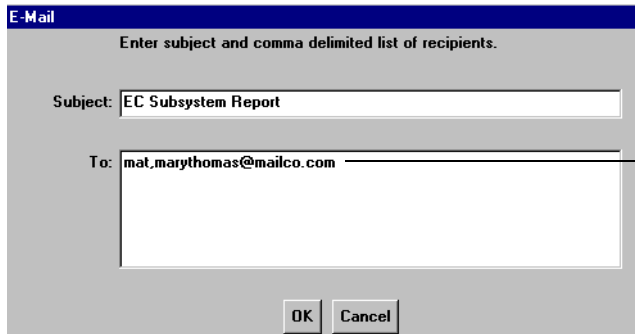 E-Mail
Enter subject and comma delimited list of recipients.
Subject: EC Subsystem Report
To: mat,marythomas@mailco.com
OK Cancel